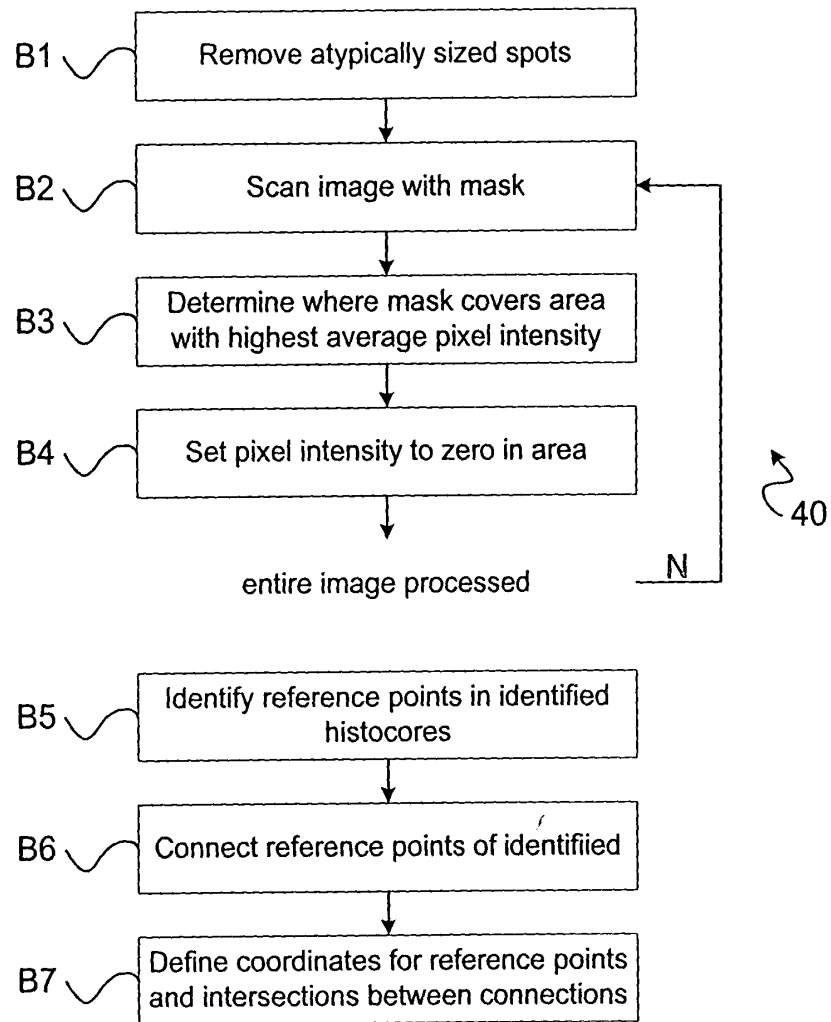 B1
Remove atypically sized spots
B2
Scan image with mask
B3
Determine where mask covers area
with highest average pixel intensity
B4
Set pixel intensity to zero in area
40
entire image processed
N
B5
Identify reference points in identified
histocores
B6
Connect reference points of identifiied
B7
Define coordinates for reference points
and intersections between connections